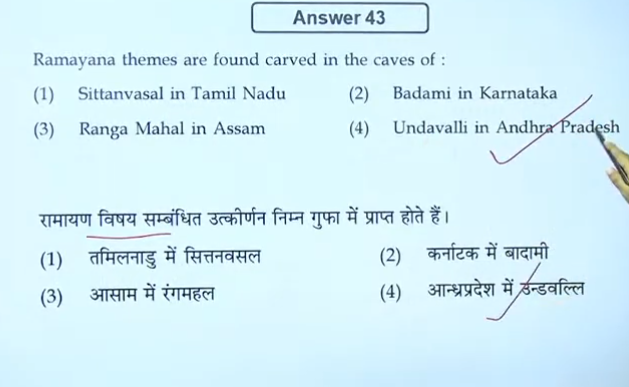 Answer 43
Ramayana themes are found carved in the caves of :
(1) Sittanvasal in Tamil Nadu (2) Badami in Karnataka
(3) Ranga Mahal in Assam (4) Undavalli in Andhra Pradesh
रामायण विषय सम्बंधित उत्कीर्णन निम्न गुफा में प्राप्त होते हैं।
(1) तमिलनाडु में सित्तनवसल (2) कर्नाटक में बादामी
(3) आसाम में रंगमहल (4) आन्ध्रप्रदेश में उन्डवल्लि